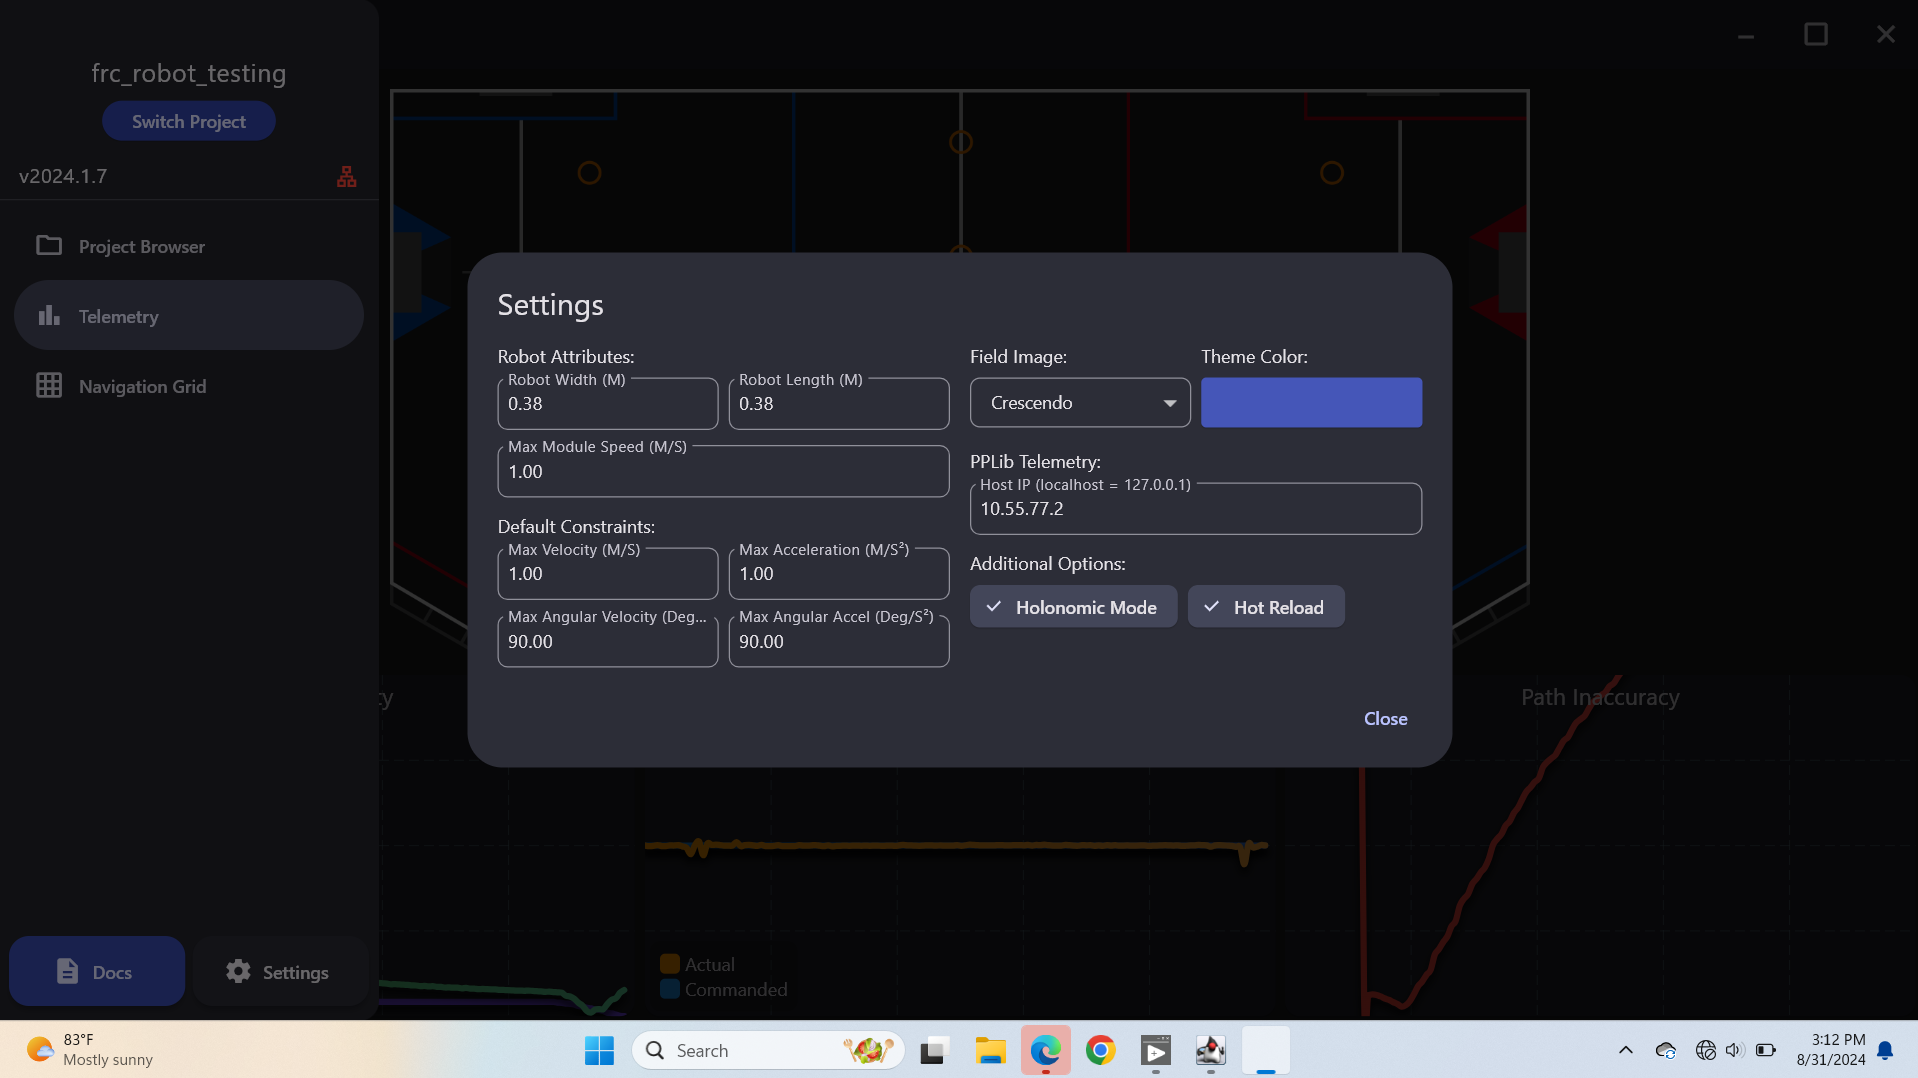 frc_robot_testing
Switch Project
v2024.1.7
Project Browser
Telemetry
Navigation Grid
Docs
Settings
Settings
Robot Attributes:
Robot Width (M)
0.38
Robot Length (M)
0.38
Max Module Speed (M/S)
1.00
Default Constraints:
Max Velocity (M/S)
1.00
Max Acceleration (M/S²)
1.00
Max Angular Velocity (Deg...
90.00
Max Angular Accel (Deg/S²)
90.00
Field Image:
Crescendo
Theme Color:
PPLib Telemetry:
Host IP (localhost = 127.0.0.1)
10.55.77.2
Additional Options:
Holonomic Mode
Hot Reload
Close
ty
Path Inaccuracy
Actual
Commanded
83°F
Mostly sunny
Search
3:12 PM
8/31/2024